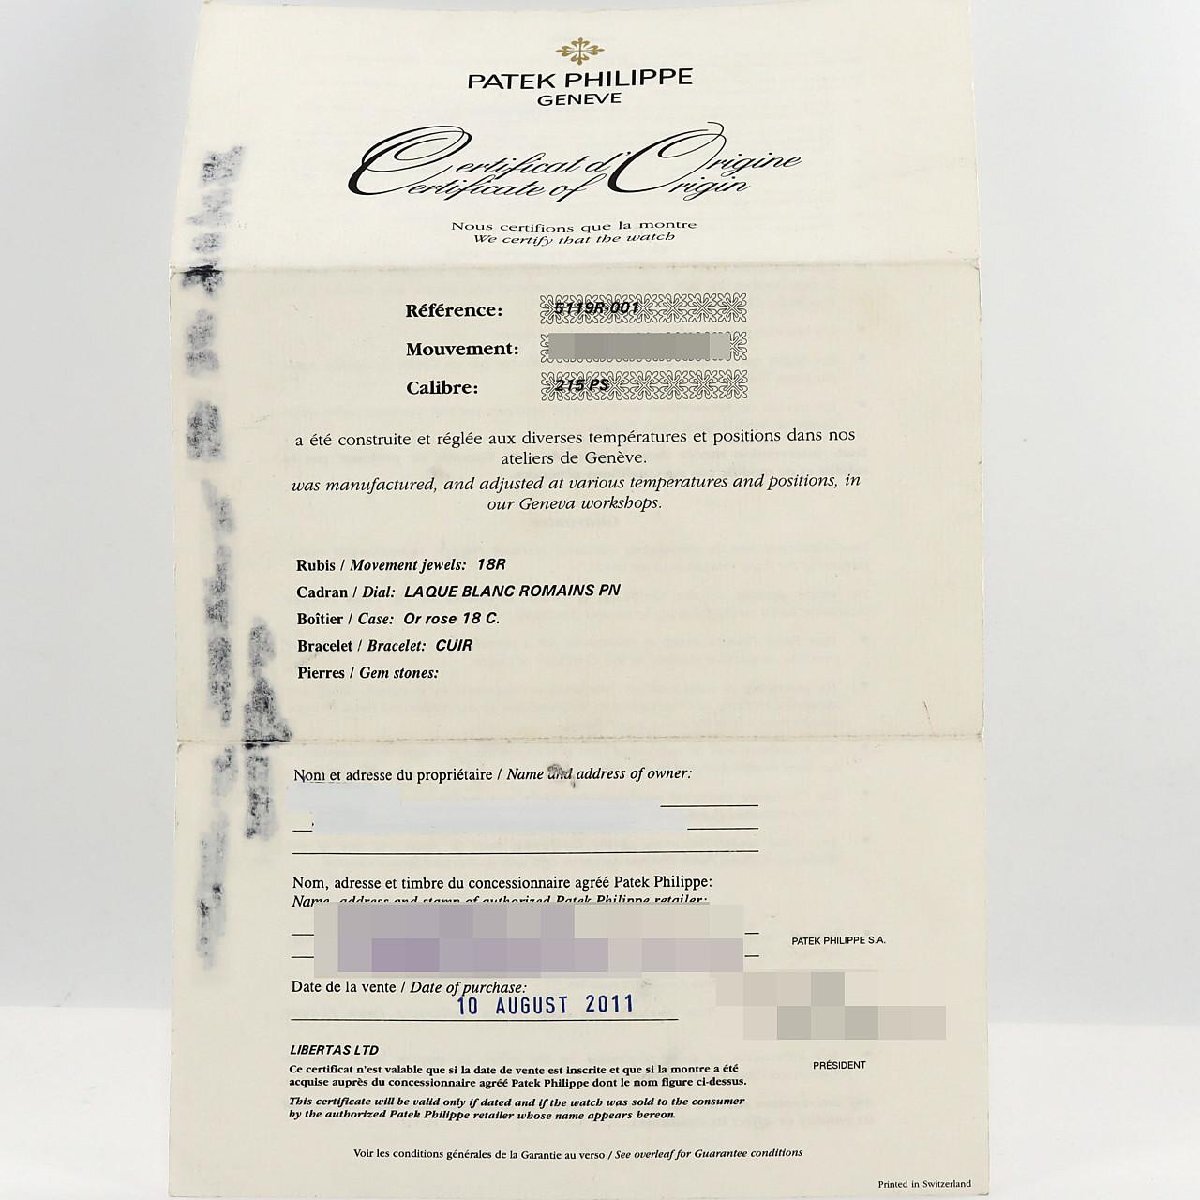 PATEK PHILIPPE
GENEVE
Certificat d'Origine
Certificate of Origin
Nous certifions que la montre
We certify that the watch
Référence: 5119R-001
Mouvement:
Calibre: 215 PS
a été construite et réglée aux diverses températures et positions dans nos
ateliers de Genève.
was manufactured, and adjusted at various temperatures and positions, in
our Geneva workshops.
Rubis / Movement jewels: 18R
Cadran / Dial: LAQUE BLANC ROMAINS PN
Boîtier / Case: Or rose 18 C.
Bracelet / Bracelet: CUIR
Pierres / Gem stones:
Nom et adresse du propriétaire / Name and address of owner:
Nom, adresse et timbre du concessionnaire agréé Patek Philippe:
Name, address and stamp of authorized Patek Philippe retailer:
PATEK PHILIPPE S.A.
Date de la vente / Date of purchase:
10 AUGUST 2011
LIBERTAS LTD
Ce certificat n'est valable que si la date de vente est inscrite et que si la montre a été
acquise auprès du concessionnaire agréé Patek Philippe dont le nom figure ci-dessus.
PRÉSIDENT
This certificate will be valid only if dated and if the watch was sold to the consumer
by the authorized Patek Philippe retailer whose name appears hereon.
Voir les conditions générales de la Garantie au verso / See overleaf for Guarantee conditions
Printed in Switzerland